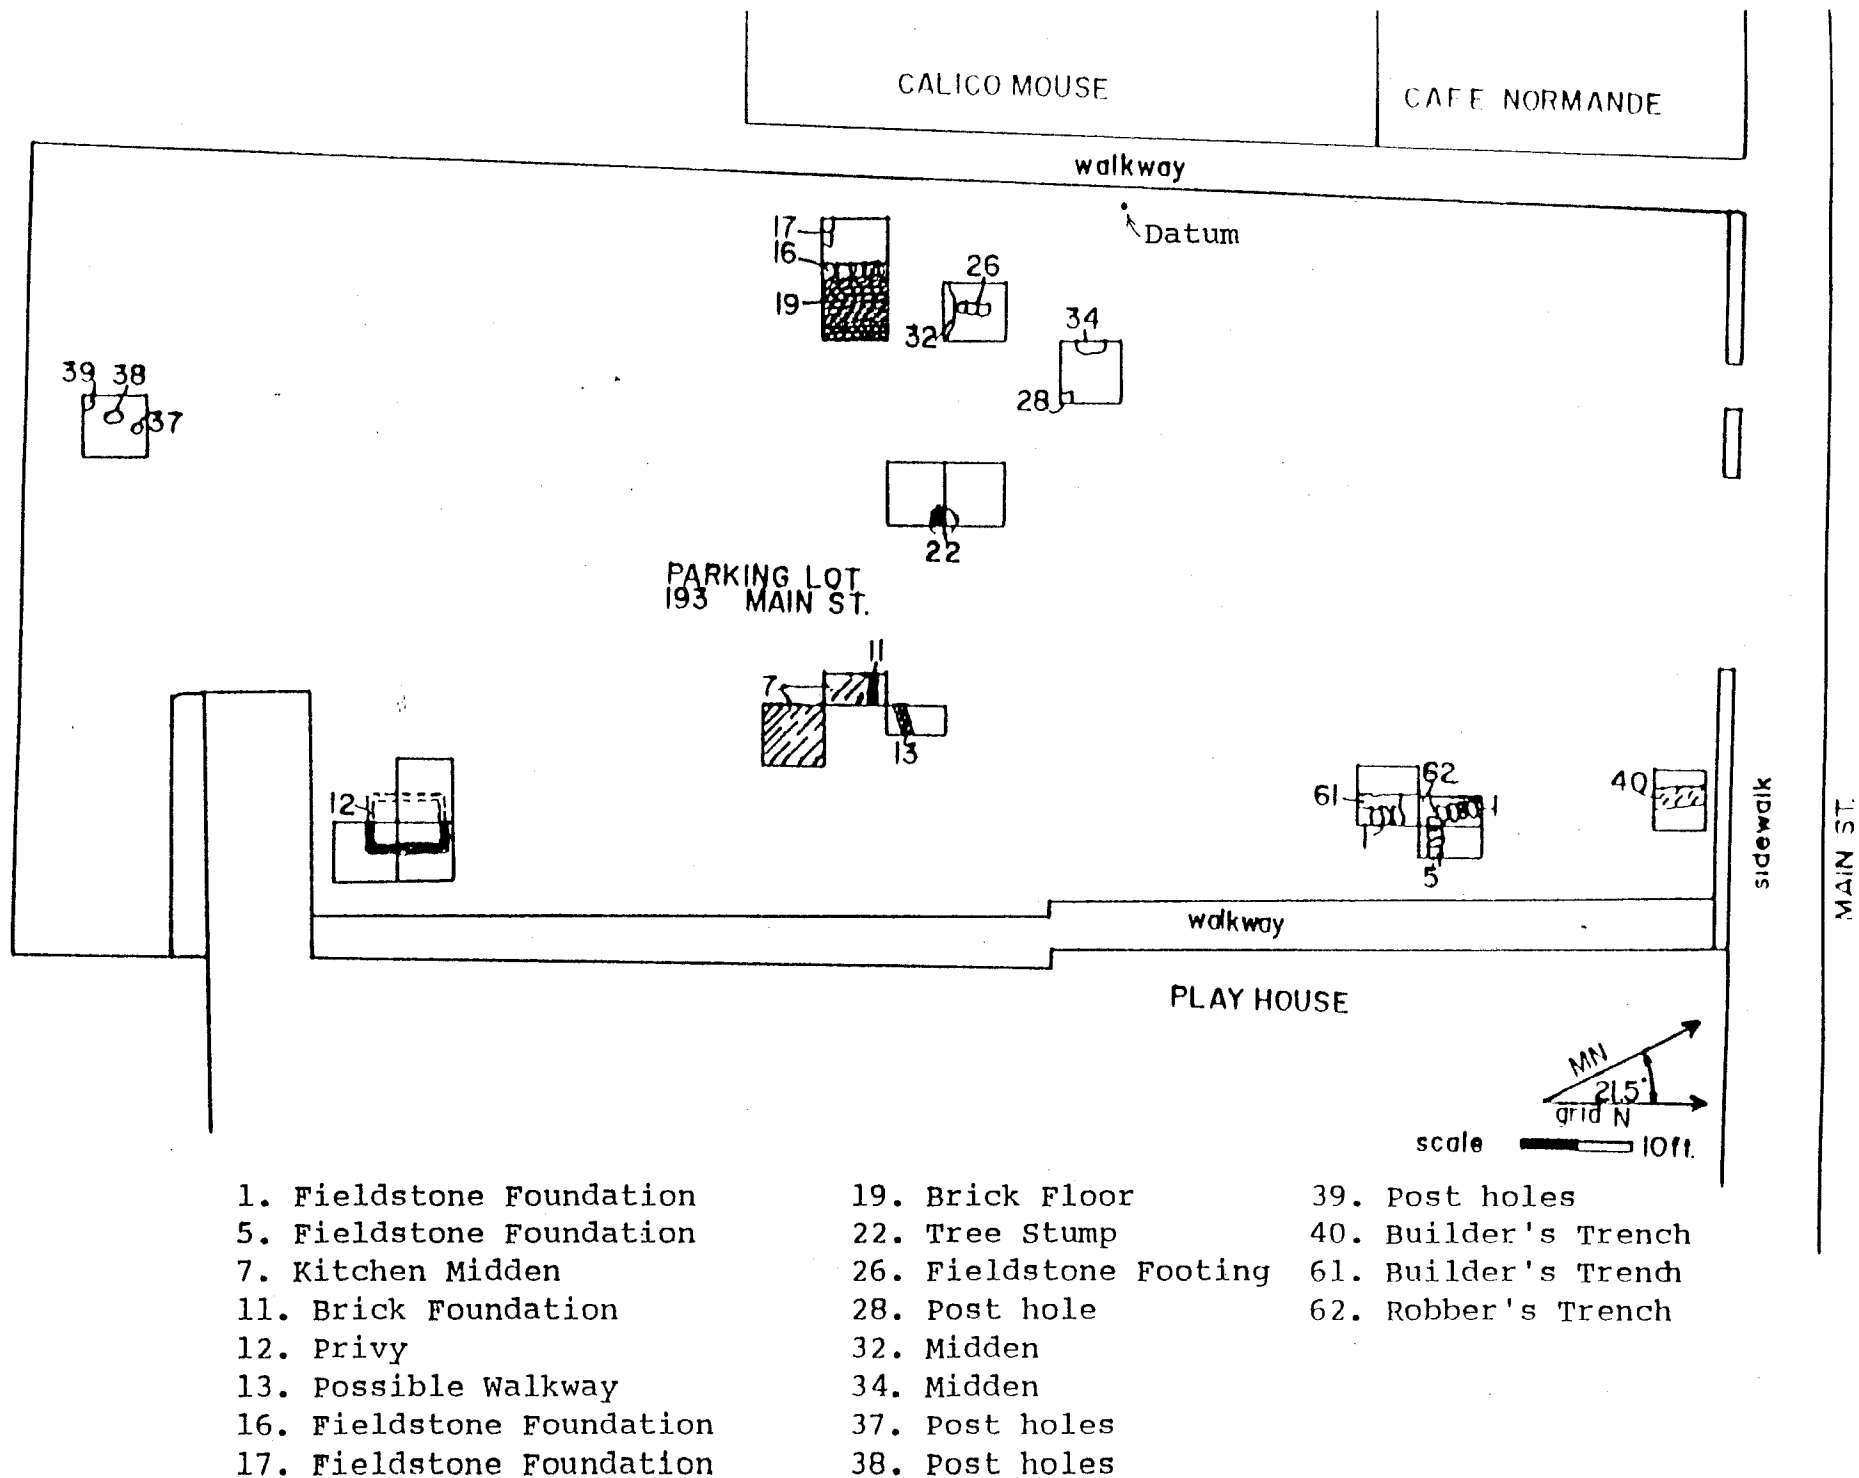 CALICO MOUSE
CAFE NORMANDE
walkway
Datum
17
16
19
26
32
34
28
39 38
37
22
PARKING LOT
193 MAIN ST.
11
7
13
12
61
62
1
1
5
40
sidewalk
MAIN ST.
walkway
PLAY HOUSE
MN
21.5°
grid N
scale 10ft.
1. Fieldstone Foundation
5. Fieldstone Foundation
7. Kitchen Midden
11. Brick Foundation
12. Privy
13. Possible Walkway
16. Fieldstone Foundation
17. Fieldstone Foundation
19. Brick Floor
22. Tree Stump
26. Fieldstone Footing
28. Post hole
32. Midden
34. Midden
37. Post holes
38. Post holes
39. Post holes
40. Builder's Trench
61. Builder's Trench
62. Robber's Trench